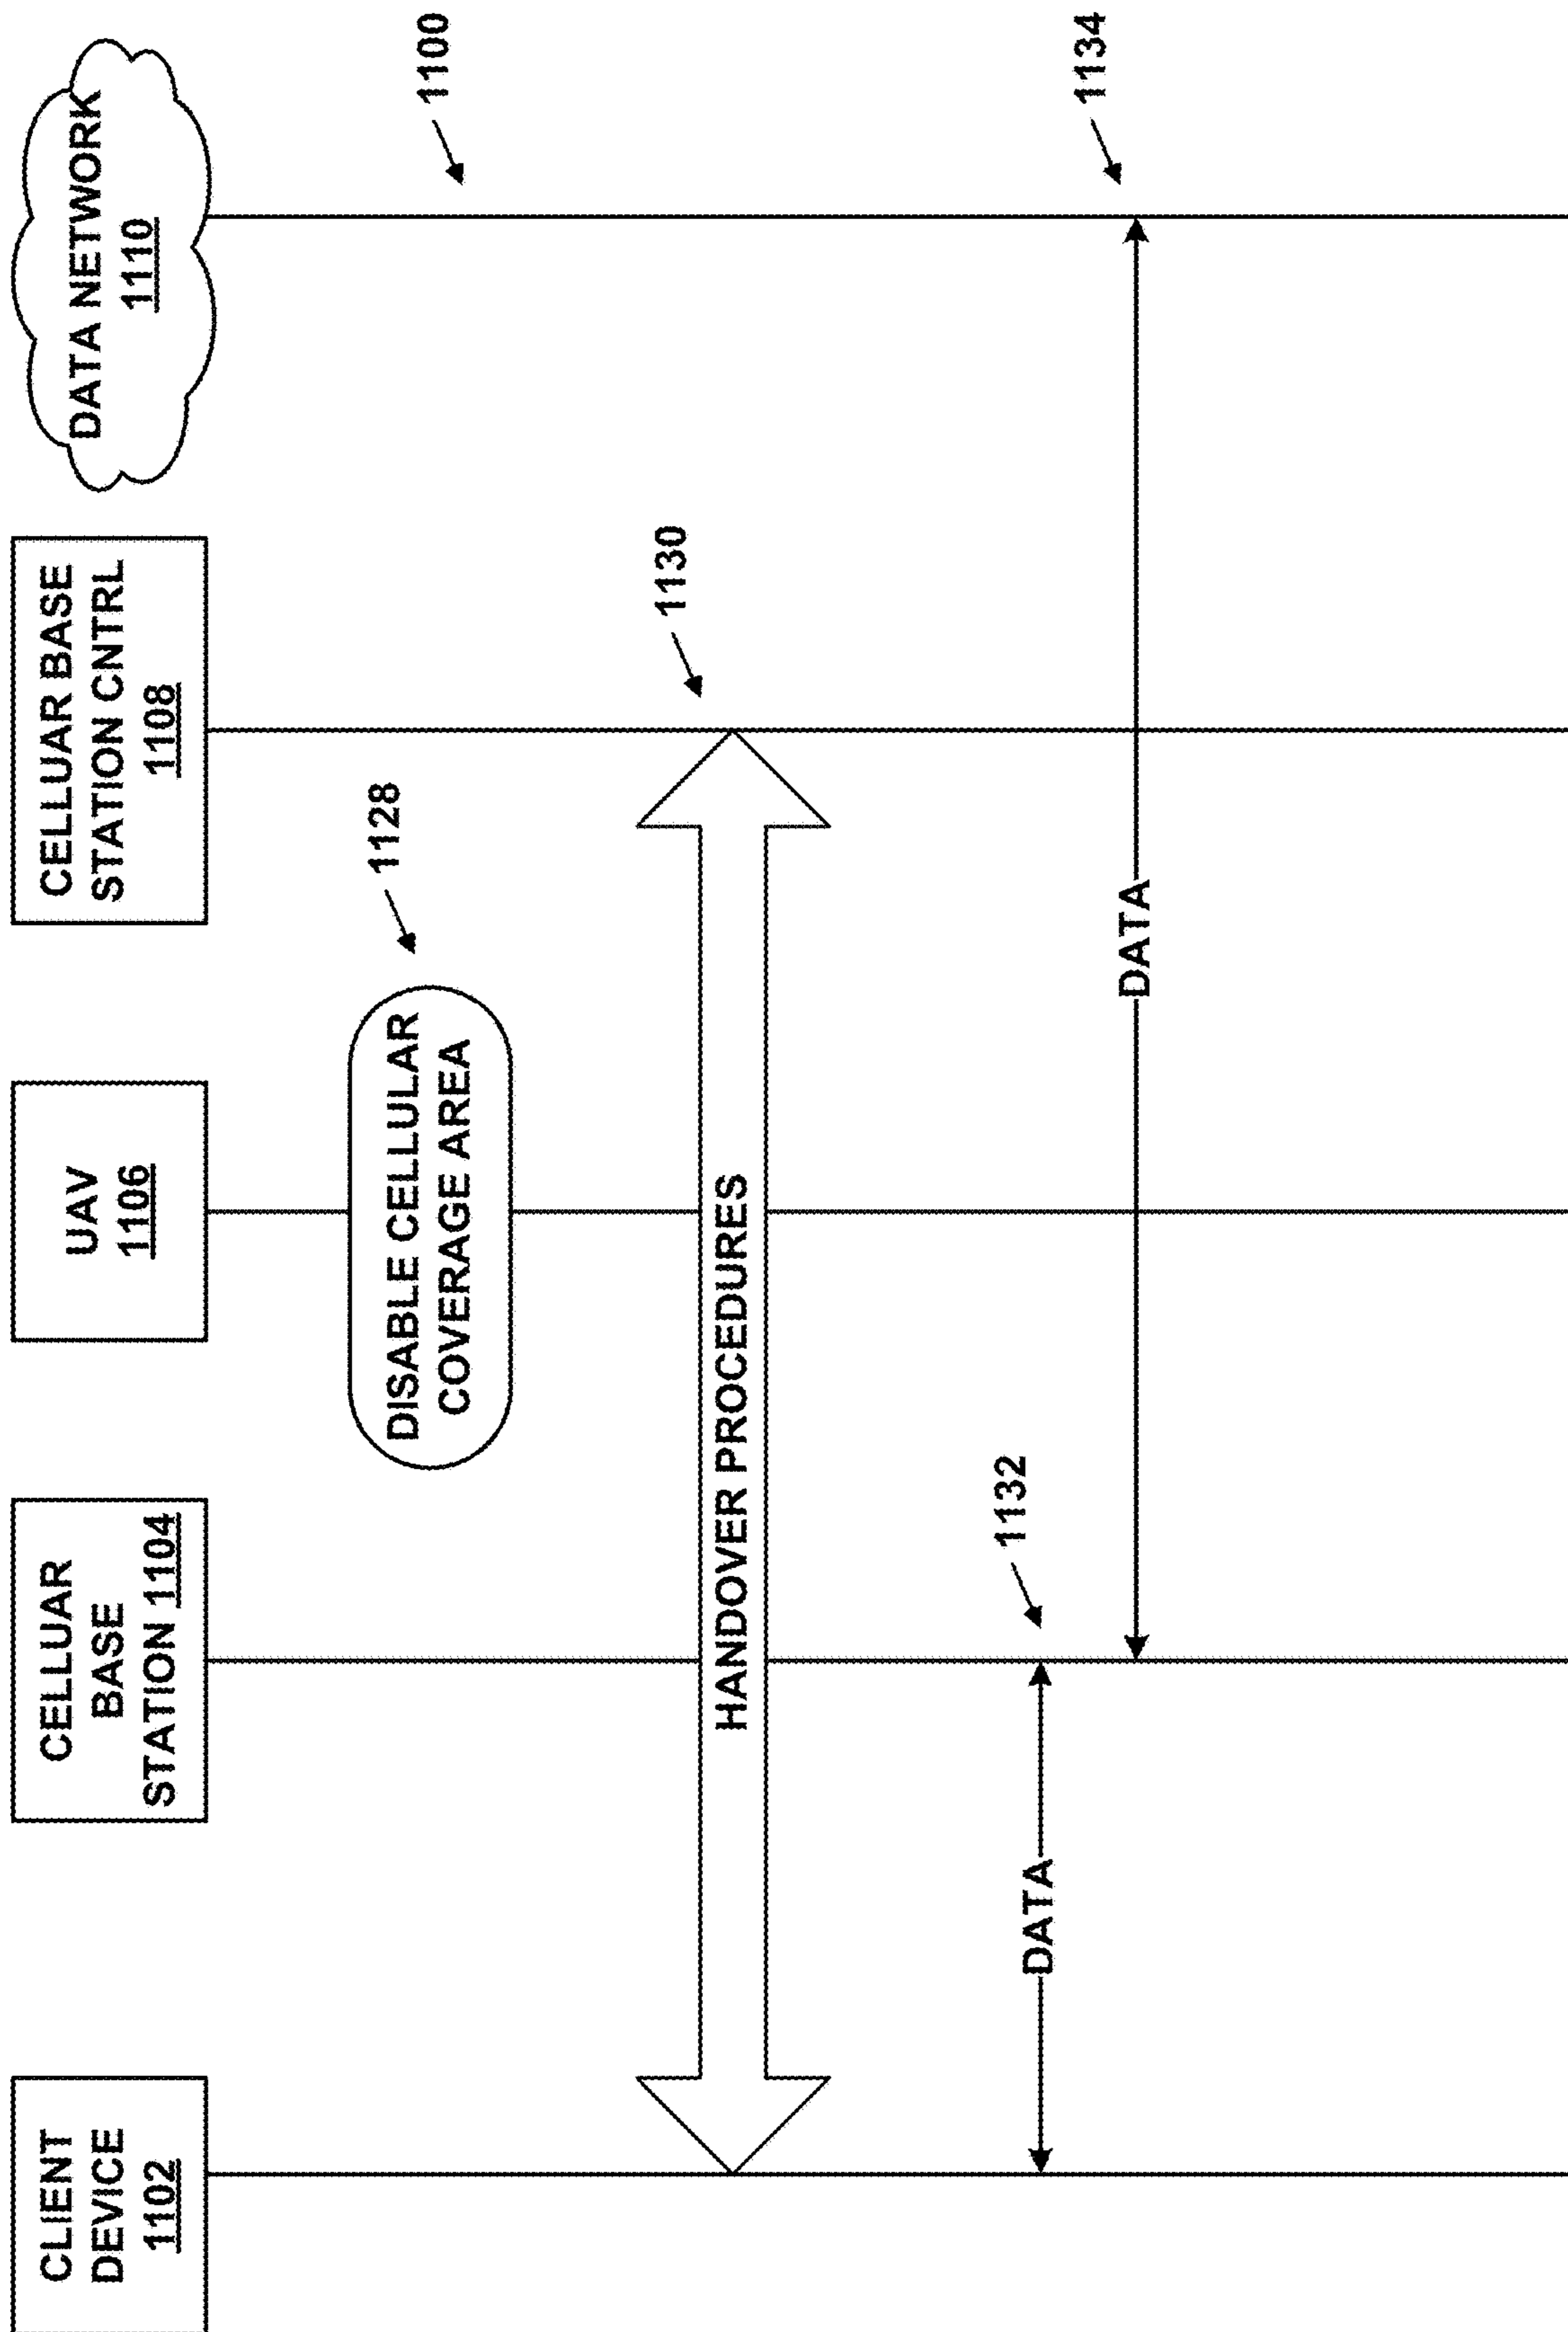 CLIENT
DEVICE
1102
CELLUAR
BASE
STATION 1104
UAV
1106
CELLUAR BASE
STATION CNTRL
1108
DATA NETWORK
1110
1100
DISABLE CELLULAR
COVERAGE AREA
1128
1130
HANDOVER PROCEDURES
1132
DATA
1134
DATA